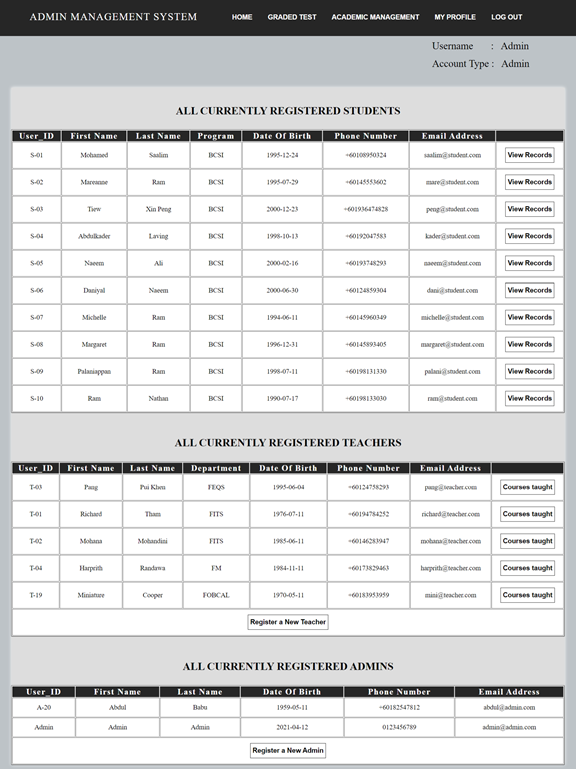 ADMIN MANAGEMENT SYSTEM HOME GRADED TEST ACADEMIC MANAGEMENT MY PROFILE LOG OUT
Username : Admin
Account Type : Admin
ALL CURRENTLY REGISTERED STUDENTS
User_ID First Name Last Name Program Date Of Birth Phone Number Email Address
S-01 Mohamed Saalim BCSI 1995-12-24 +60108950324 saalim@student.com View Records
S-02 Mareanne Ram BCSI 1995-07-29 +60145553602 mare@student.com View Records
S-03 Tiew Xin Peng BCSI 2000-12-23 +601936474828 peng@student.com View Records
S-04 Abdulkader Laving BCSI 1998-10-13 +60192047583 kader@student.com View Records
S-05 Naeem Ali BCSI 2000-02-16 +60193748293 naeem@student.com View Records
S-06 Daniyal Naeem BCSI 2000-06-30 +60124859304 dani@student.com View Records
S-07 Michelle Ram BCSI 1994-06-11 +60145960349 michelle@student.com View Records
S-08 Margaret Ram BCSI 1996-12-31 +60145893405 margaret@student.com View Records
S-09 Palaniappan Ram BCSI 1998-07-11 +60198131330 palani@student.com View Records
S-10 Ram Nathan BCSI 1990-07-17 +60198133030 ram@student.com View Records
ALL CURRENTLY REGISTERED TEACHERS
User_ID First Name Last Name Department Date Of Birth Phone Number Email Address
T-03 Pang Pui Khen FEQS 1995-06-04 +60124758293 pang@teacher.com Courses taught
T-01 Richard Tham FITS 1976-07-11 +60194784252 richard@teacher.com Courses taught
T-02 Mohana Mohandini FITS 1985-06-11 +60146283947 mohana@teacher.com Courses taught
T-04 Harprith Randawa FM 1984-11-11 +60173829463 harprith@teacher.com Courses taught
T-19 Miniature Cooper FOBCAL 1970-05-11 +60183953959 mini@teacher.com Courses taught
Register a New Teacher
ALL CURRENTLY REGISTERED ADMINS
User_ID First Name Last Name Date Of Birth Phone Number Email Address
A-20 Abdul Babu 1959-05-11 +60182547812 abdul@admin.com
Admin Admin Admin 2021-04-12 0123456789 admin@admin.com
Register a New Admin